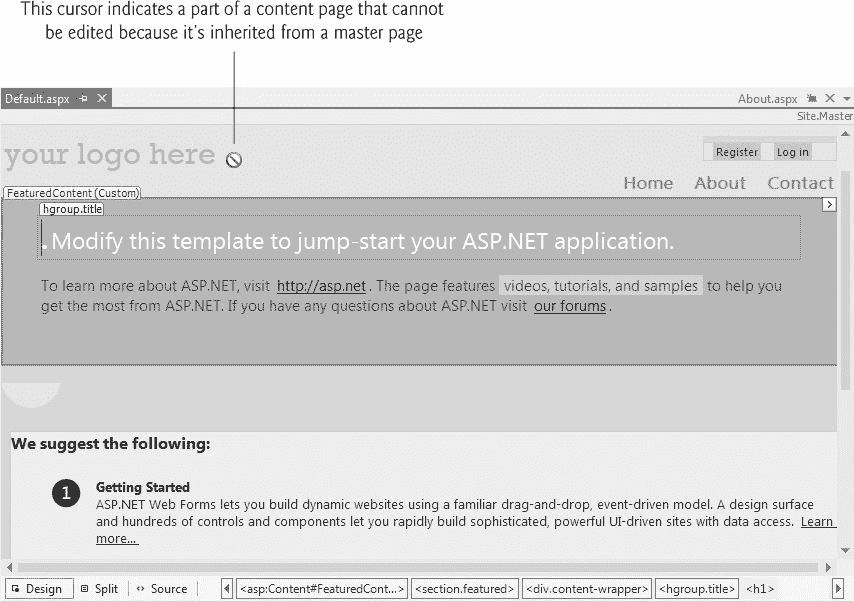 This cursor indicates a part of a content page that cannot
be edited because it's inherited from a master page
Default.aspx
About.aspx
Site.Master
your logo here
Register Log in
Home About Contact
FeaturedContent (Custom)
hgroup.title
. Modify this template to jump-start your ASP.NET application.
To learn more about ASP.NET, visit http://asp.net. The page features videos, tutorials, and samples to help you
get the most from ASP.NET. If you have any questions about ASP.NET visit our forums.
We suggest the following:
1 Getting Started
ASP.NET Web Forms lets you build dynamic websites using a familiar drag-and-drop, event-driven model. A design surface
and hundreds of controls and components let you rapidly build sophisticated, powerful UI-driven sites with data access. Learn
more...
Design Split Source <asp:Content#FeaturedCont...> <section.featured> <div.content-wrapper> <hgroup.title> <h1>